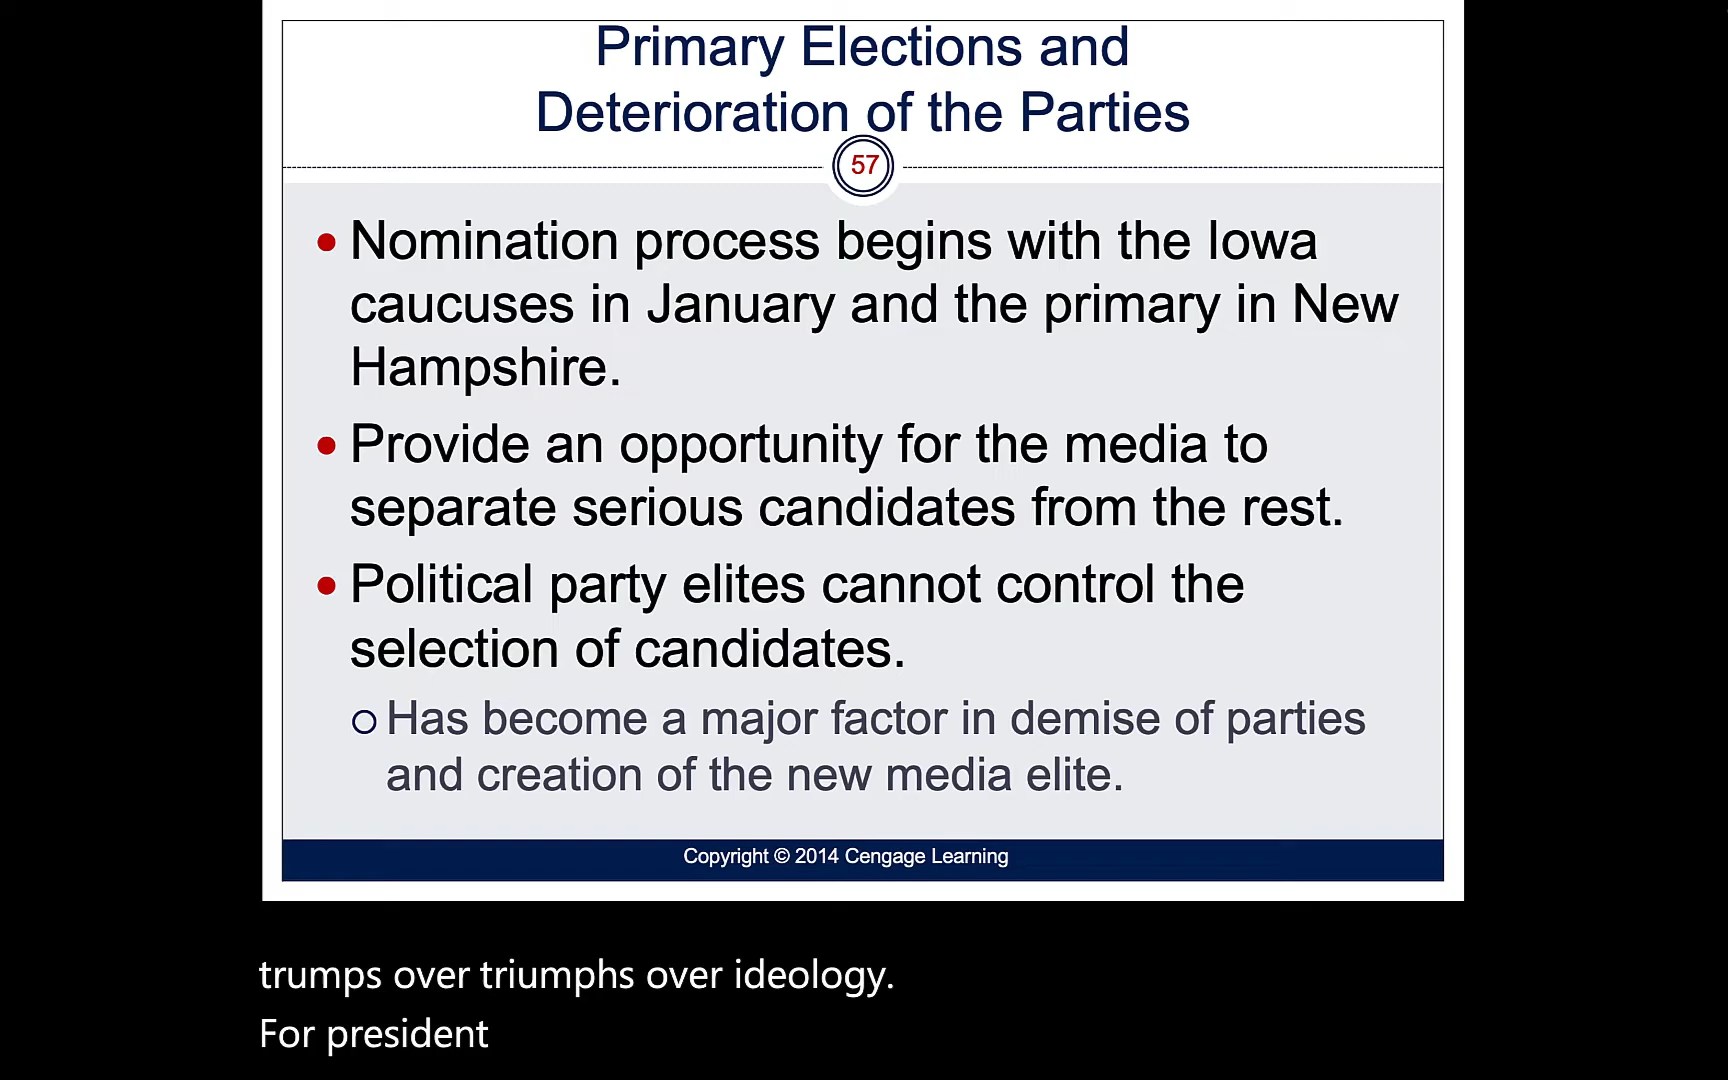 Primary Elections and
Deterioration of the Parties
57
• Nomination process begins with the Iowa
caucuses in January and the primary in New
Hampshire.
• Provide an opportunity for the media to
separate serious candidates from the rest.
• Political party elites cannot control the
selection of candidates.
○ Has become a major factor in demise of parties
and creation of the new media elite.
Copyright © 2014 Cengage Learning
trumps over triumphs over ideology.
For president